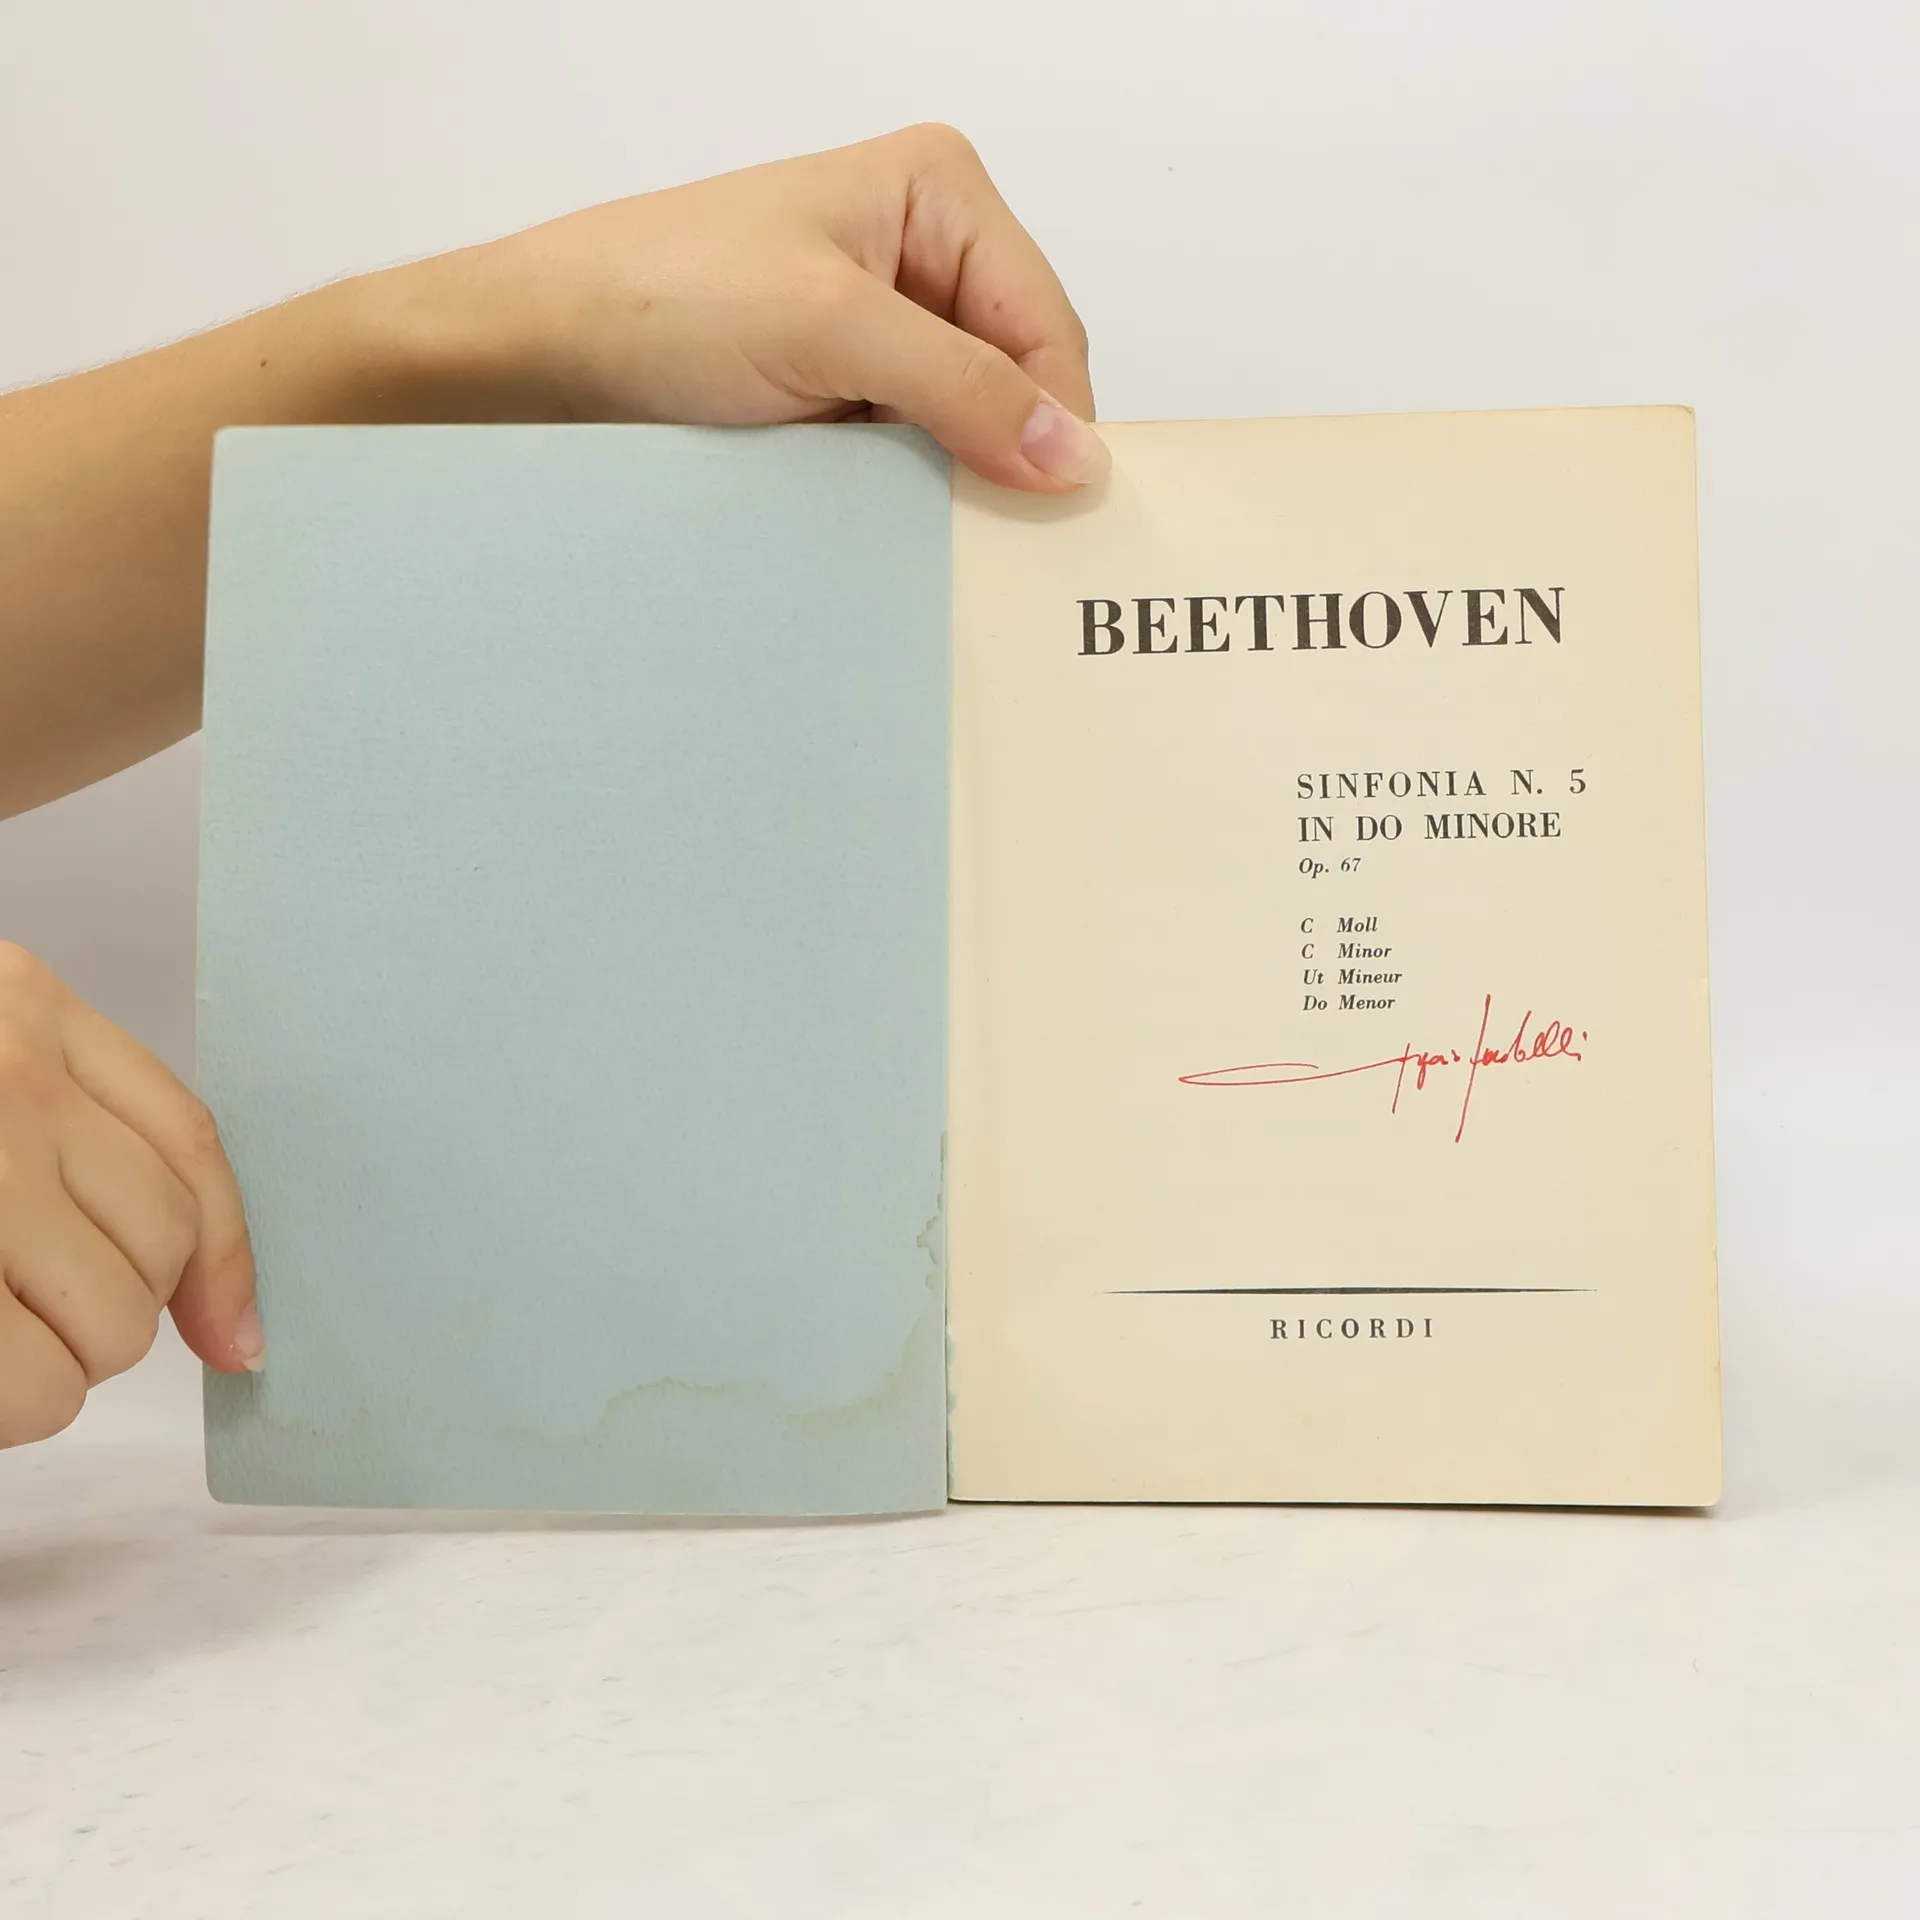 BEETHOVEN
SINFONIA N. 5
IN DO MINORE
Op. 67
C Moll
C Minor
Ut Mineur
Do Menor
RICORDI